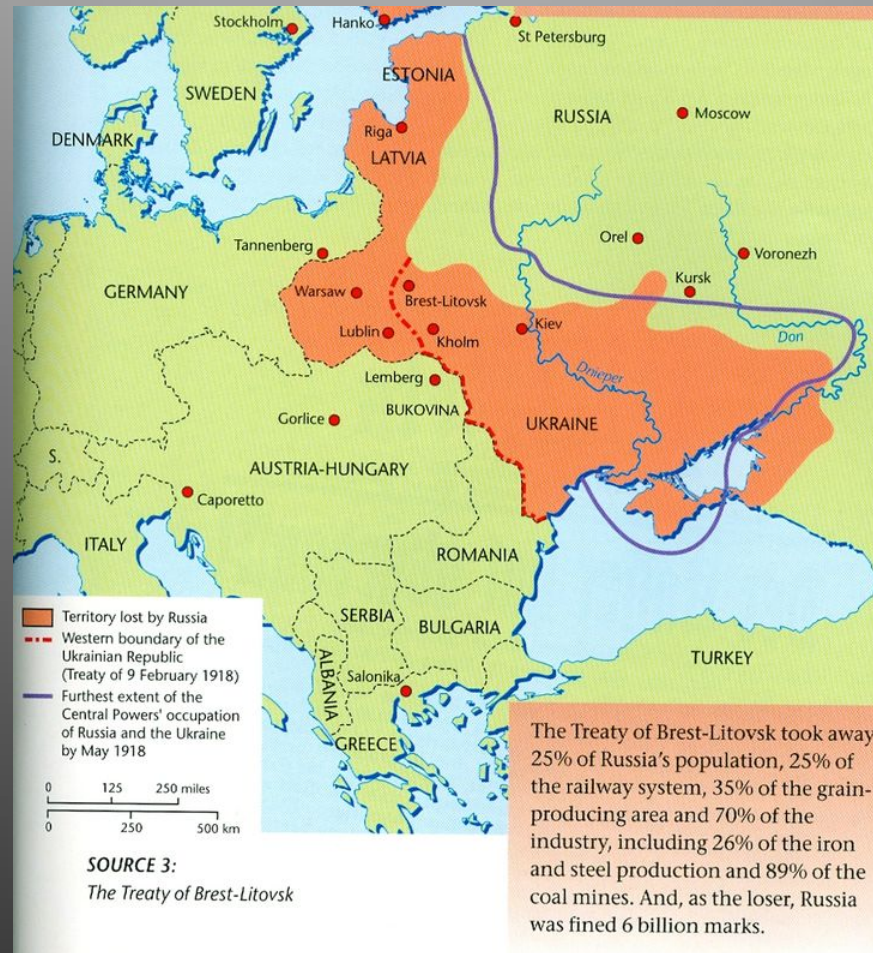 Stockholm
Hanko
St Petersburg
ESTONIA
SWEDEN
RUSSIA
Moscow
DENMARK
Riga
LATVIA
Tannenberg
Orel
Voronezh
GERMANY
Warsaw
Brest-Litovsk
Kursk
Lublin
Kholm
Kiev
Don
Lemberg
Dnieper
Gorlice
BUKOVINA
UKRAINE
S.
AUSTRIA-HUNGARY
Caporetto
ITALY
ROMANIA
SERBIA
BULGARIA
ALBANIA
Salonika
TURKEY
GREECE
Territory lost by Russia
Western boundary of the
Ukrainian Republic
(Treaty of 9 February 1918)
Furthest extent of the
Central Powers' occupation
of Russia and the Ukraine
by May 1918
0 125 250 miles
0 250 500 km
SOURCE 3:
The Treaty of Brest-Litovsk
The Treaty of Brest-Litovsk took away
25% of Russia's population, 25% of
the railway system, 35% of the grain-
producing area and 70% of the
industry, including 26% of the iron
and steel production and 89% of the
coal mines. And, as the loser, Russia
was fined 6 billion marks.